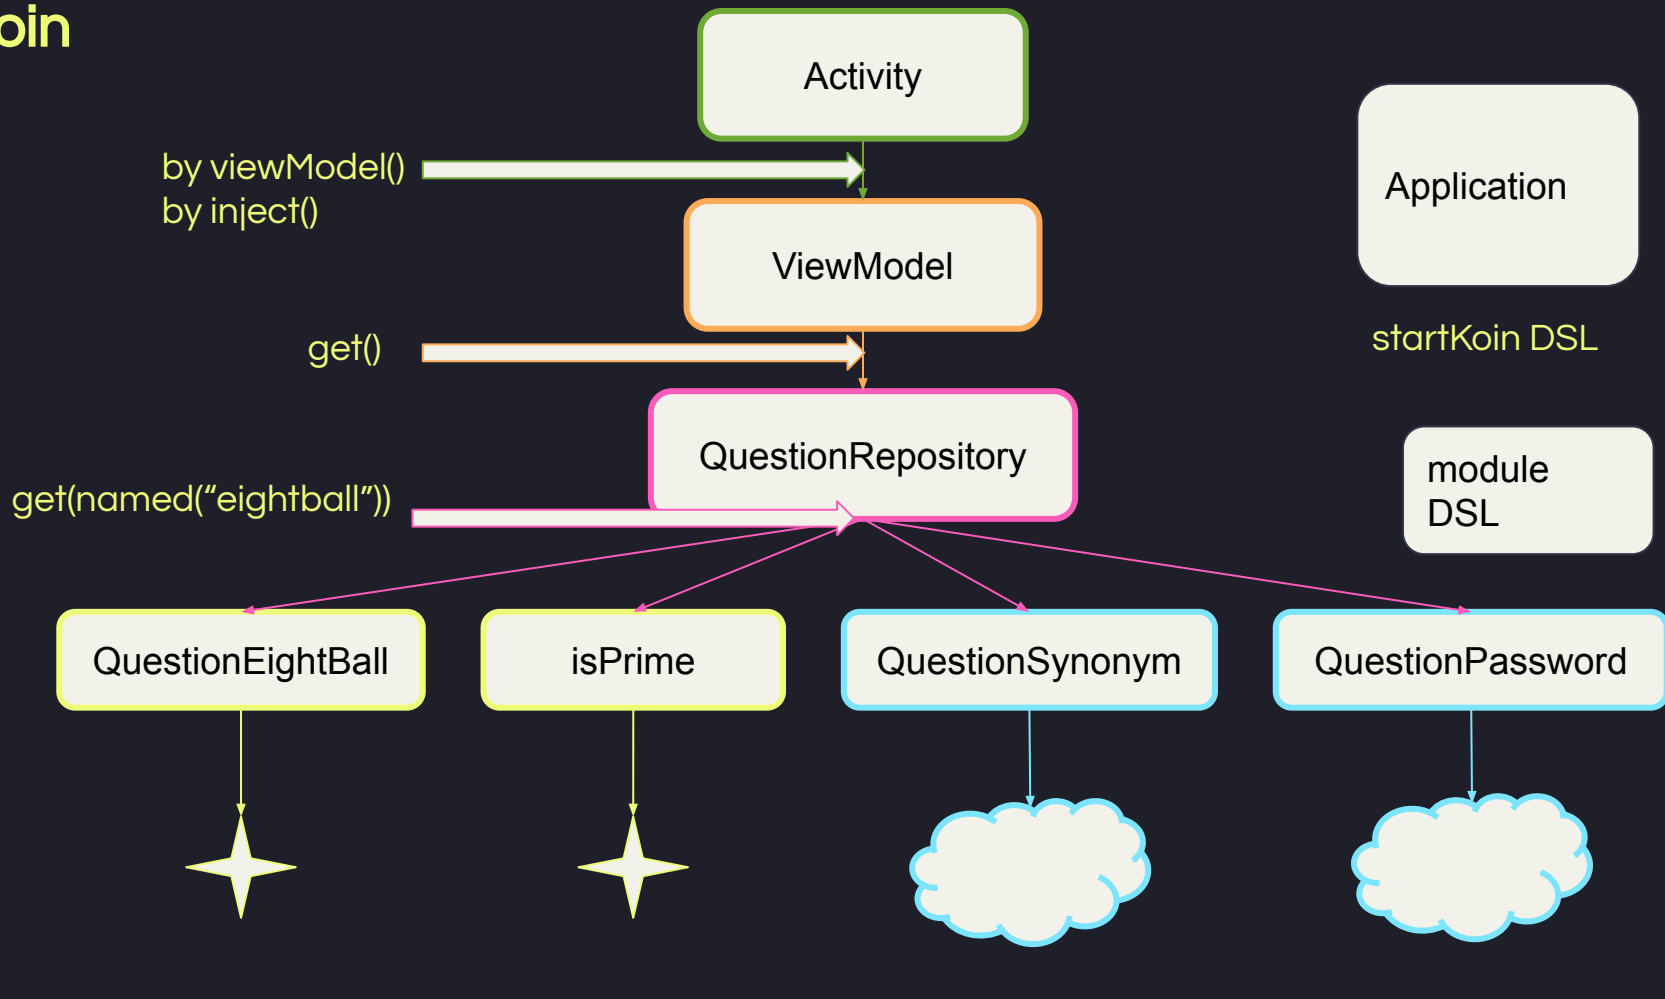 oin
Activity
by viewModel()
by inject()
Application
ViewModel
get()
startKoin DSL
QuestionRepository
get(named(“eightball”))
module
DSL
QuestionEightBall
isPrime
QuestionSynonym
QuestionPassword